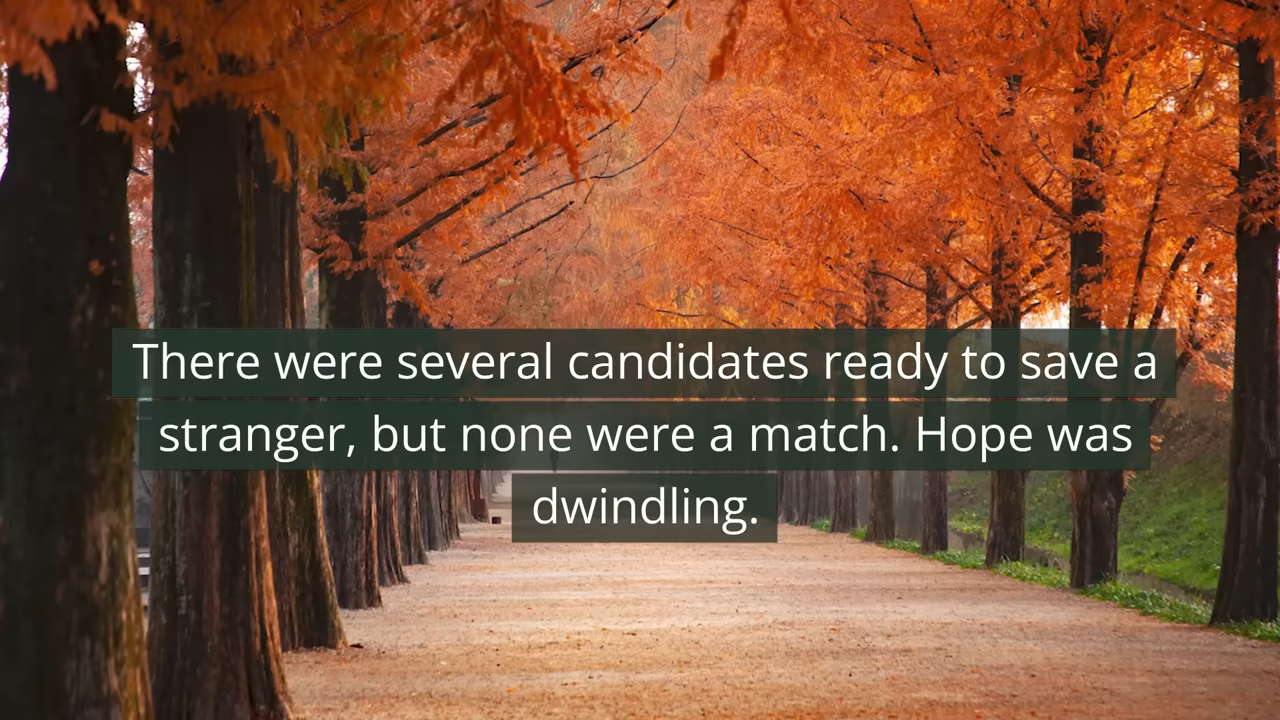 There were several candidates ready to save a
stranger, but none were a match. Hope was
dwindling.